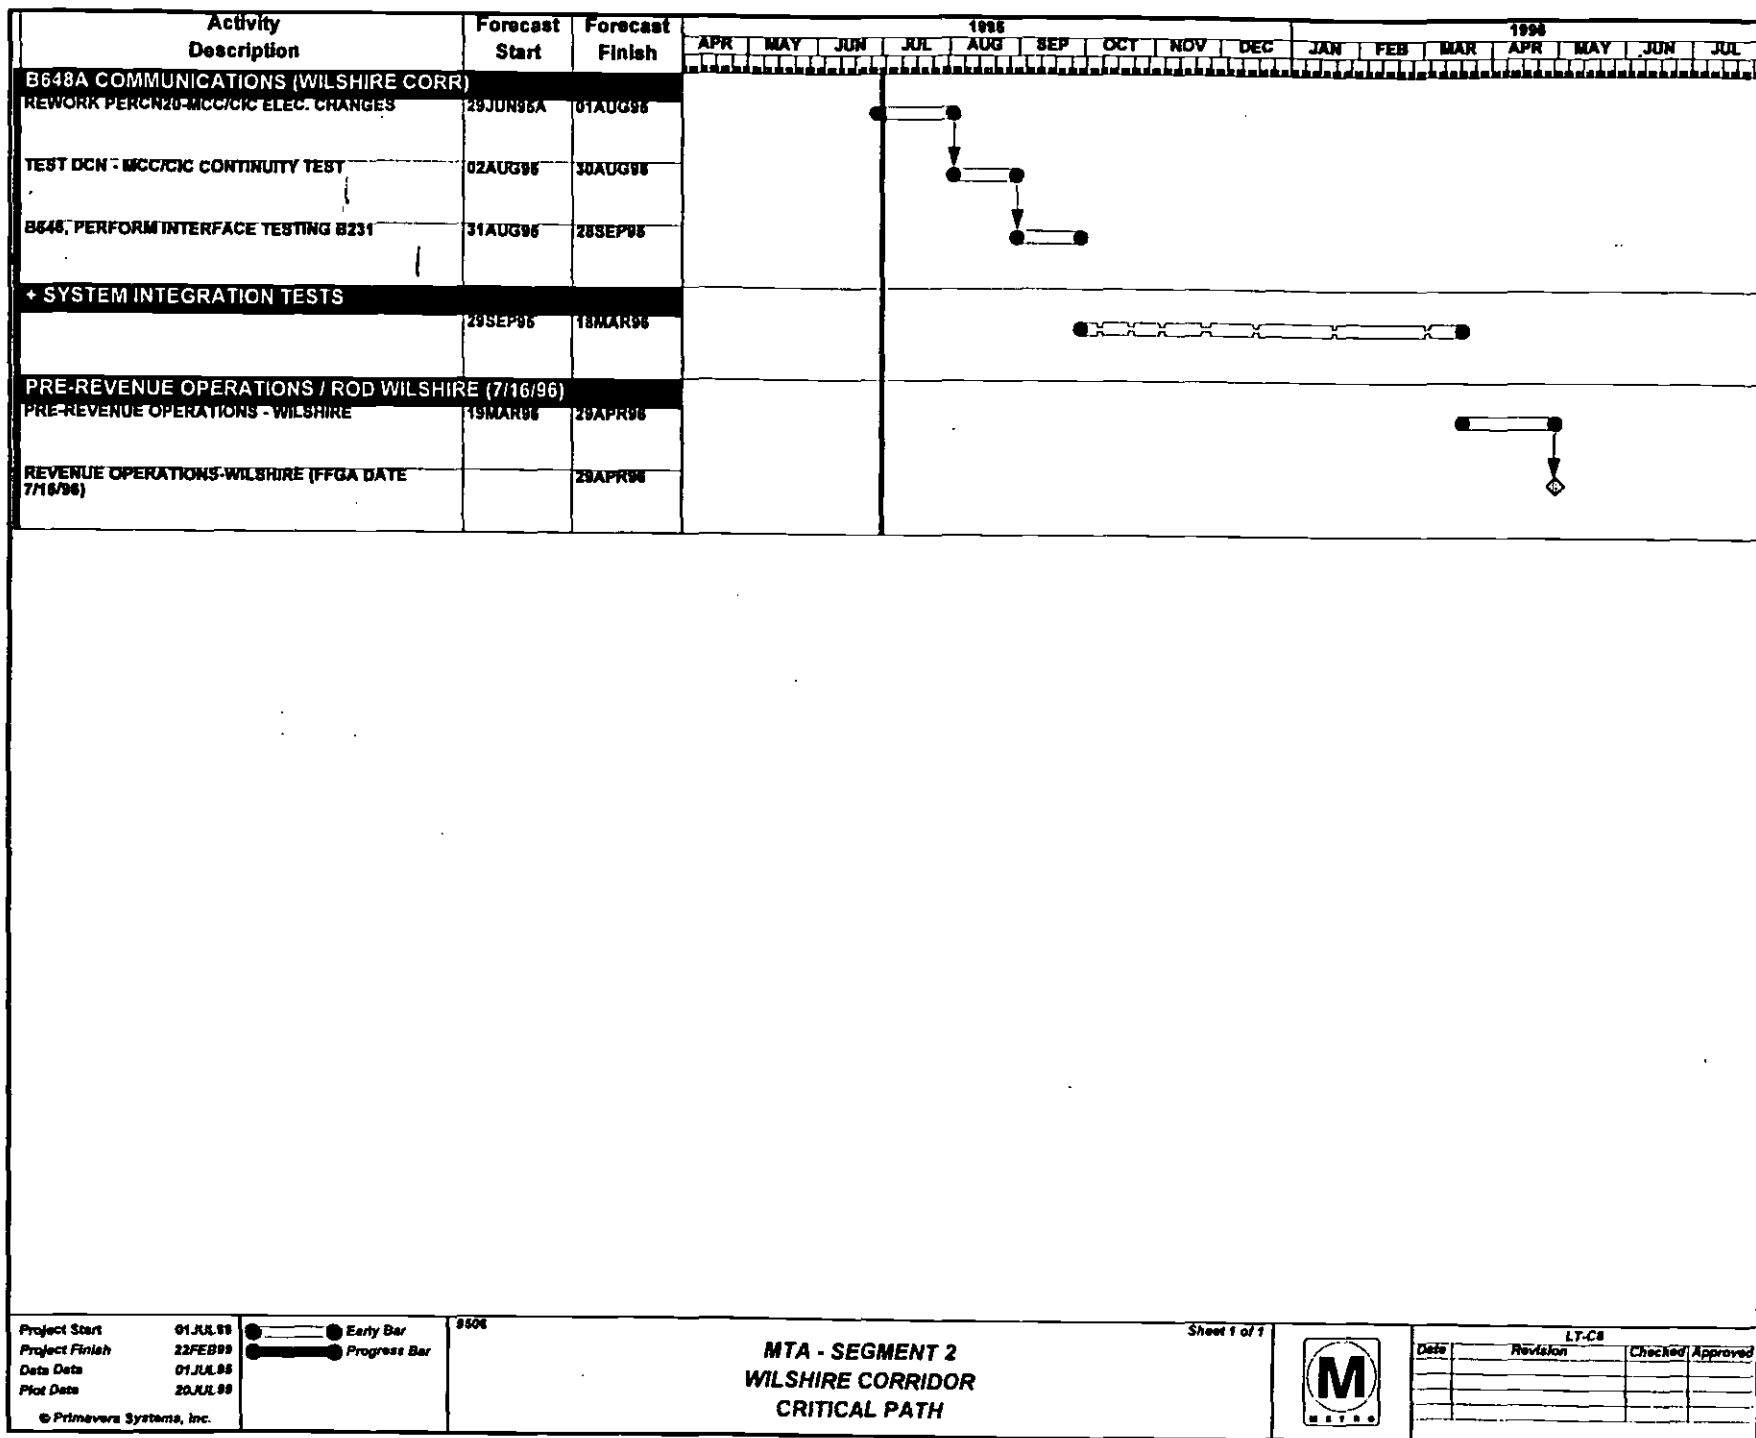 Activity Description Forecast Start Forecast Finish
1995 1996
APR MAY JUN JUL AUG SEP OCT NOV DEC JAN FEB MAR APR MAY JUN JUL
B648A COMMUNICATIONS (WILSHIRE CORR)
REWORK PERCN20-MCC/CIC ELEC. CHANGES 29JUN95A 01AUG95
TEST DCN - MCC/CIC CONTINUITY TEST 02AUG95 30AUG95
B648, PERFORM INTERFACE TESTING B231 31AUG95 28SEP95
+ SYSTEM INTEGRATION TESTS
29SEP95 18MAR96
PRE-REVENUE OPERATIONS / ROD WILSHIRE (7/16/96)
PRE-REVENUE OPERATIONS - WILSHIRE 19MAR96 29APR96
REVENUE OPERATIONS-WILSHIRE (FFGA DATE 29APR96
7/16/96)
Project Start
Project Finish 22FEB99
Data Date 01JUL95
Plot Date
© Primavera Systems, Inc.
Early Bar
Progress Bar
9506
MTA - SEGMENT 2
WILSHIRE CORRIDOR
CRITICAL PATH
Sheet 1 of 1
M
METRO
Date Revision Checked Approved